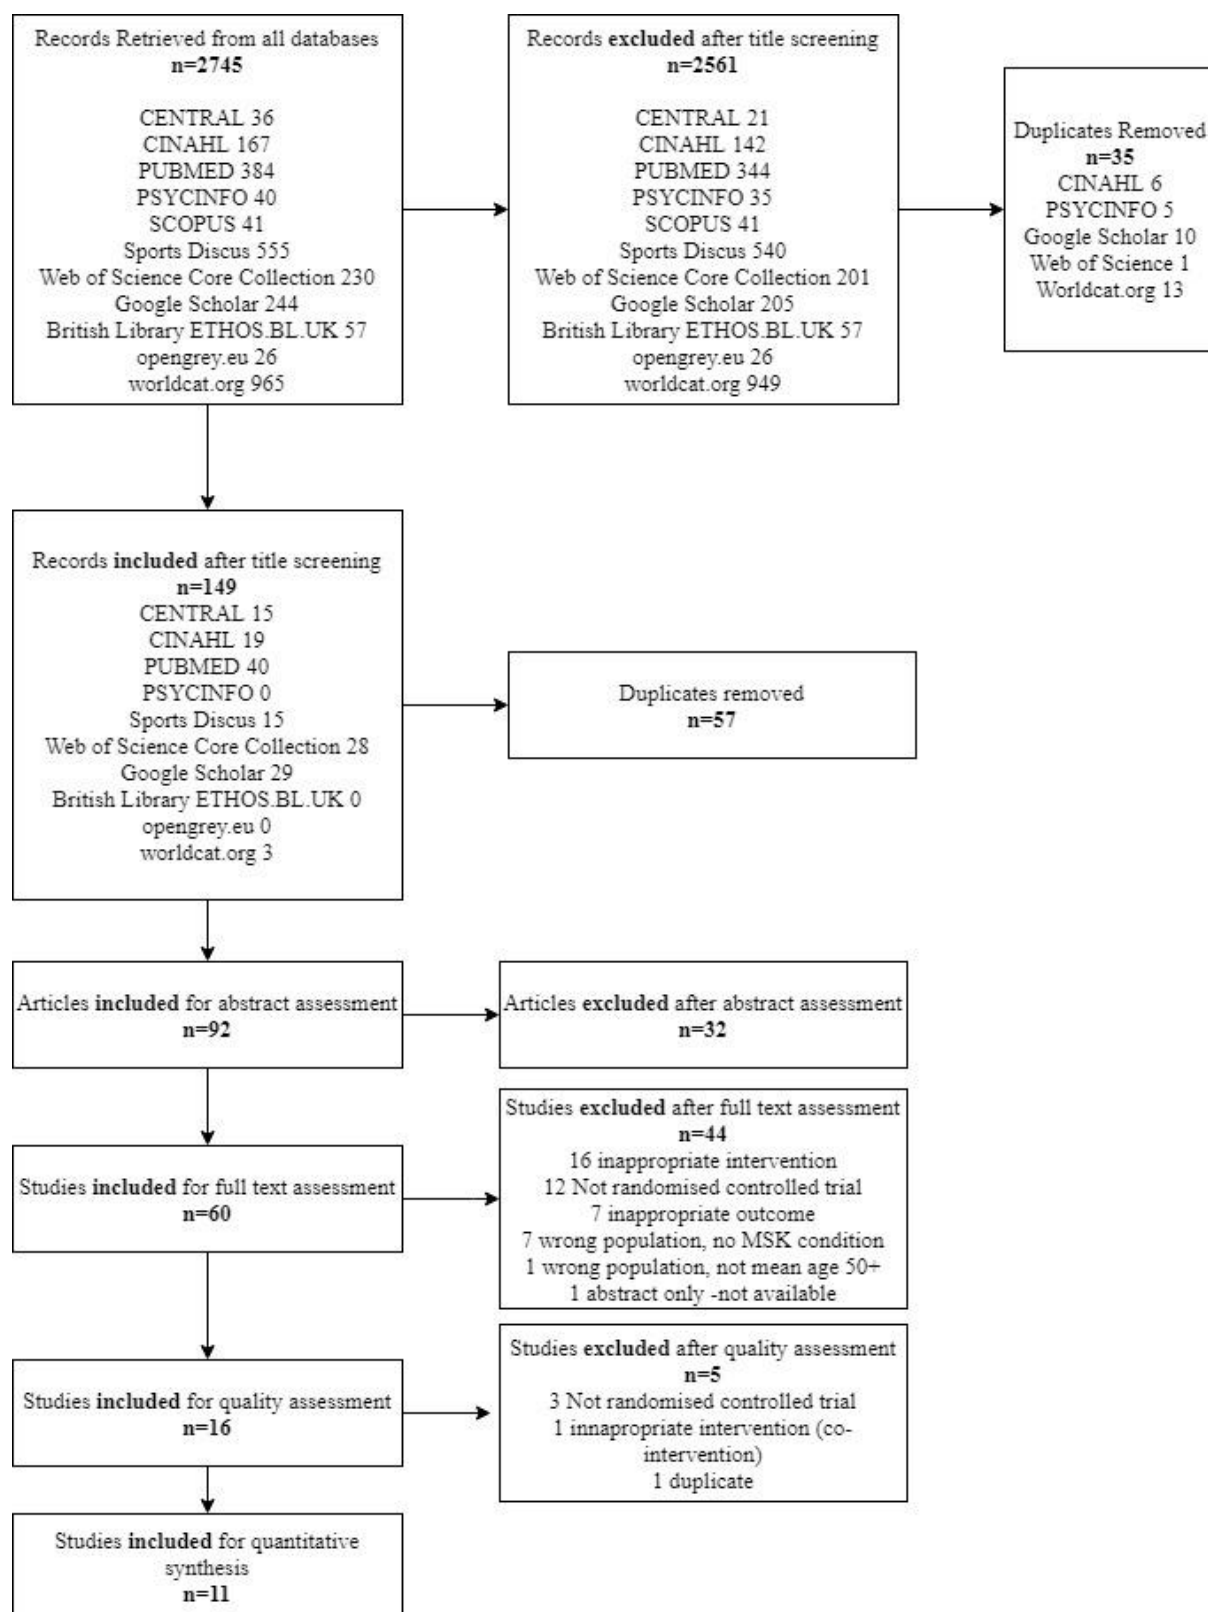 Records Retrieved from all databases
n=2745
CENTRAL 36
CINAHL 167
PUBMED 384
PSYCINFO 40
SCOPUS 41
Sports Discus 555
Web of Science Core Collection 230
Google Scholar 244
British Library ETHOS.BL.UK 57
opengrey.eu 26
worldcat.org 965
Records excluded after title screening
n=2561
CENTRAL 21
CINAHL 142
PUBMED 344
PSYCINFO 35
SCOPUS 41
Sports Discus 540
Web of Science Core Collection 201
Google Scholar 205
British Library ETHOS.BL.UK 57
opengrey.eu 26
worldcat.org 949
Duplicates Removed
n=35
CINAHL 6
PSYCINFO 5
Google Scholar 10
Web of Science 1
Worldcat.org 13
Records included after title screening
n=149
CENTRAL 15
CINAHL 19
PUBMED 40
PSYCINFO 0
Sports Discus 15
Web of Science Core Collection 28
Google Scholar 29
British Library ETHOS.BL.UK 0
opengrey.eu 0
worldcat.org 3
Duplicates removed
n=57
Articles included for abstract assessment
n=92
Articles excluded after abstract assessment
n=32
Studies included for full text assessment
n=60
Studies excluded after full text assessment
n=44
16 inappropriate intervention
12 Not randomised controlled trial
7 inappropriate outcome
7 wrong population, no MSK condition
1 wrong population, not mean age 50+
1 abstract only -not available
Studies included for quality assessment
n=16
Studies excluded after quality assessment
n=5
3 Not randomised controlled trial
1 innapropriate intervention (co-
intervention)
1 duplicate
Studies included for quantitative
synthesis
n=11